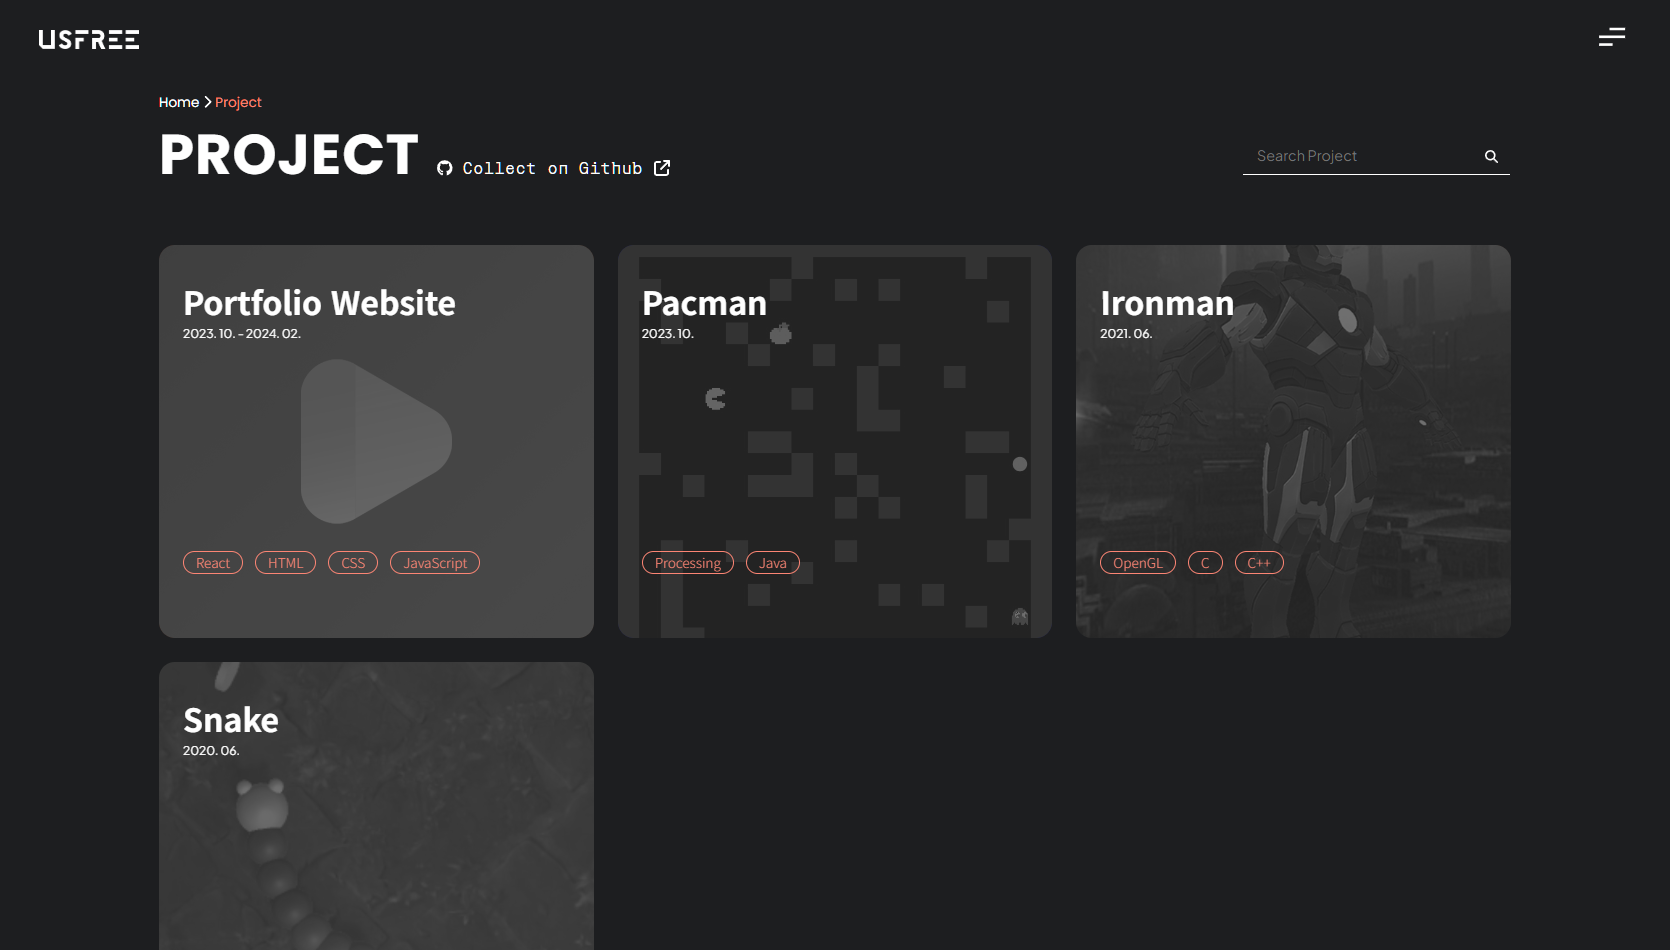 USFREE
Home > Project
PROJECT
Collect on Github
Search Project
Portfolio Website
2023. 10. - 2024. 02.
React HTML CSS JavaScript
Pacman
2023. 10.
Processing Java
Ironman
2021. 06.
OpenGL C C++
Snake
2020. 06.